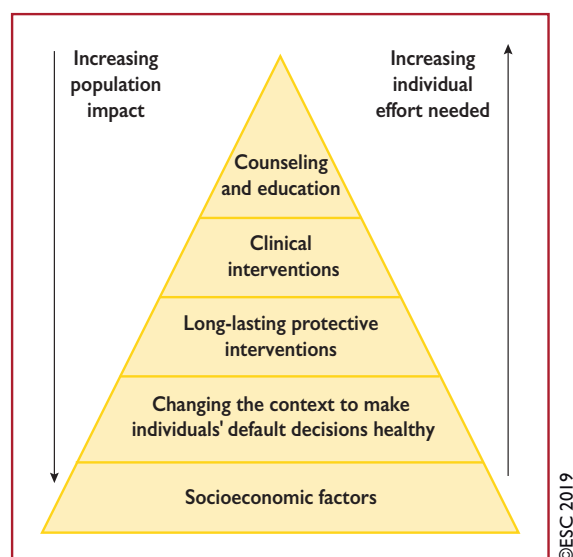 Increasing
population
impact
Increasing
individual
effort needed
Counseling
and education
Clinical
interventions
Long-lasting protective
interventions
Changing the context to make
individuals' default decisions healthy
Socioeconomic factors
©ESC 2019